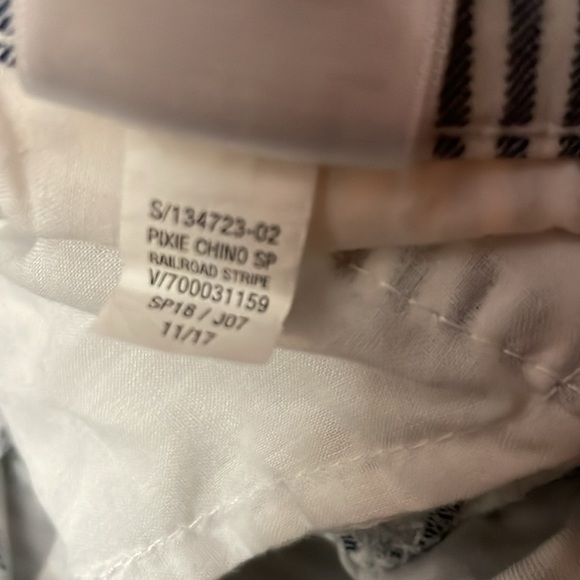 S/134723-02
PIXIE CHINO SP
RAILROAD STRIPE
V/700031159
SP18 / J07
11/17